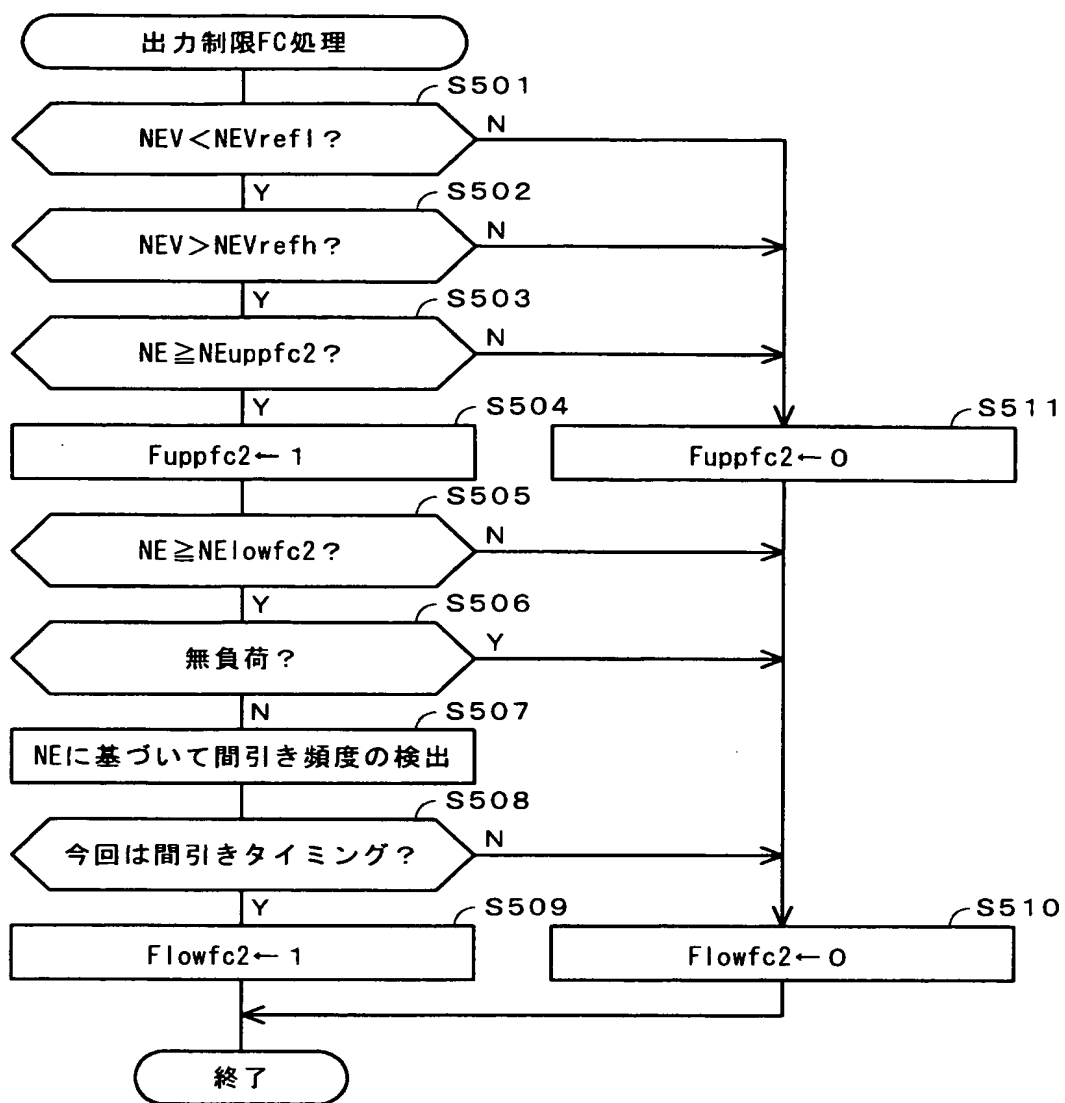 出力制限FC処理
S501
NEV<NEVrefl?
N
Y
S502
NEV>NEVrefh?
N
Y
S503
NE≧NEuppfc2?
N
Y
S504
Fuppfc2←1
S511
Fuppfc2←0
S505
NE≧NElowfc2?
N
Y
S506
無負荷?
Y
N
S507
NEに基づいて間引き頻度の検出
S508
今回は間引きタイミング?
N
Y
S509
Flowfc2←1
S510
Flowfc2←0
終了